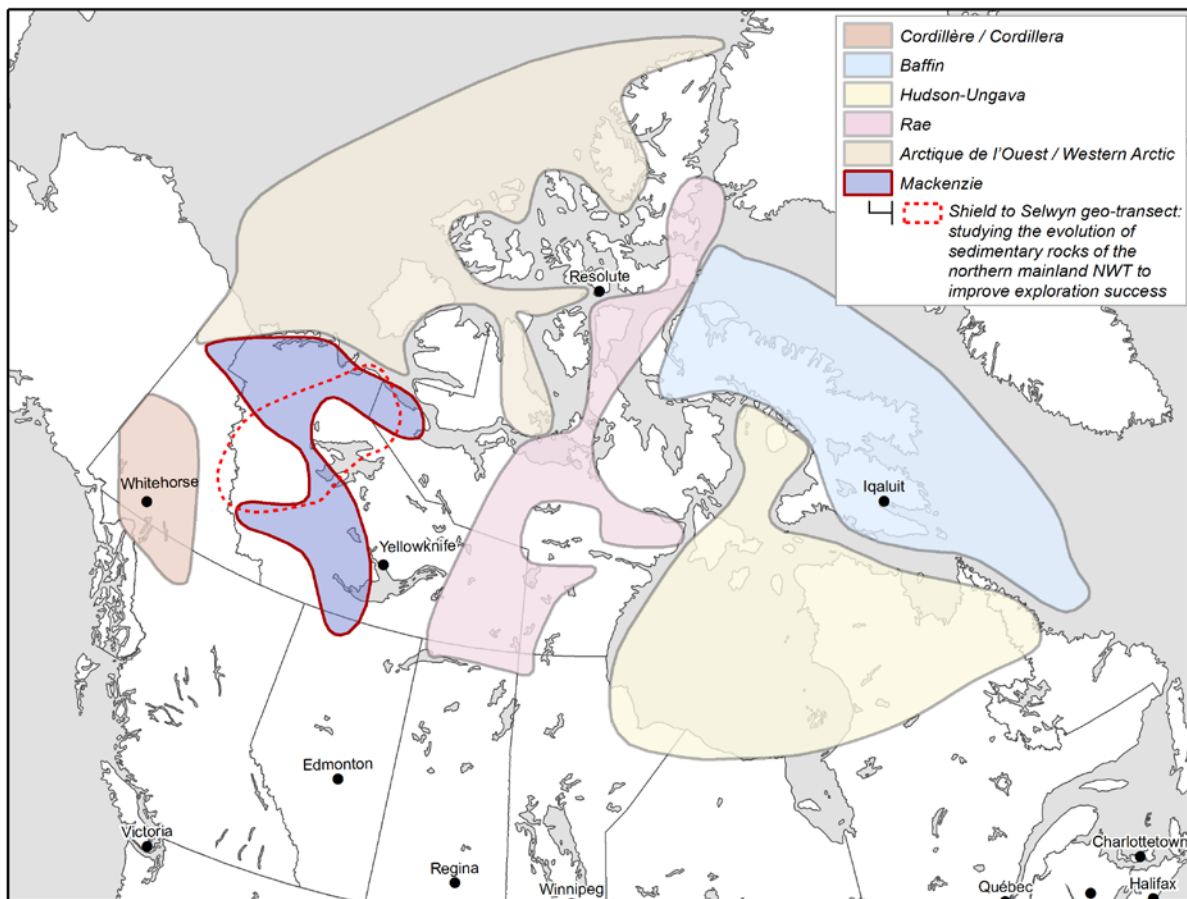 Cordillère / Cordillera
Baffin
Hudson-Ungava
Rae
Arctique de l'Ouest / Western Arctic
Mackenzie
Shield to Selwyn geo-transect:
studying the evolution of
sedimentary rocks of the
northern mainland NWT to
improve exploration success
Resolute
Whitehorse
Iqaluit
Yellowknife
Edmonton
Victoria
Regina
Winnipeg
Charlottetown
Québec
Halifax